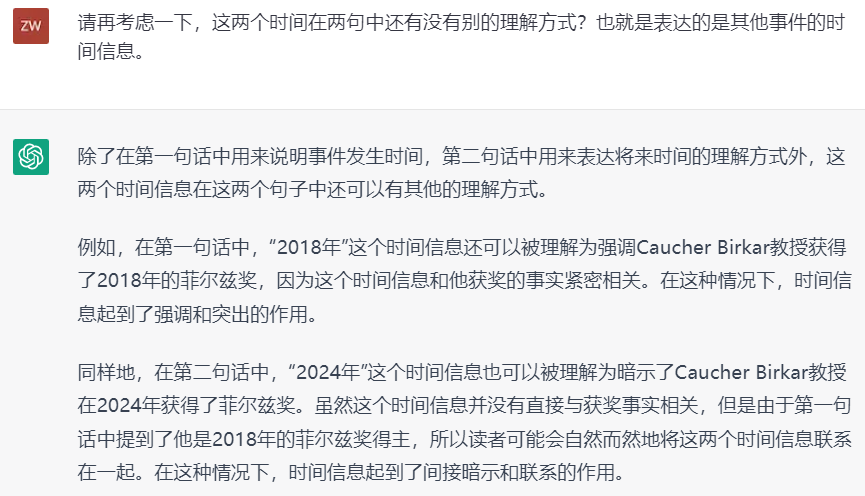 ZW
请再考虑一下，这两个时间在两句中还有没有别的理解方式？也就是表达的是其他事件的时
间信息。
除了在第一句话中用来说明事件发生时间，第二句话中用来表达将来时间的理解方式外，这
两个时间信息在这两个句子中还可以有其他的理解方式。
例如，在第一句话中，“2018年”这个时间信息还可以被理解为强调Caucher Birkar教授获得
了2018年的菲尔兹奖，因为这个时间信息和他获奖的事实紧密相关。在这种情况下，时间信
息起到了强调和突出的作用。
同样地，在第二句话中，“2024年”这个时间信息也可以被理解为暗示了Caucher Birkar教授
在2024年获得了菲尔兹奖。虽然这个时间信息并没有直接与获奖事实相关，但是由于第一句
话中提到了他是2018年的菲尔兹奖得主，所以读者可能会自然而然地将这两个时间信息联系
在一起。在这种情况下，时间信息起到了间接暗示和联系的作用。